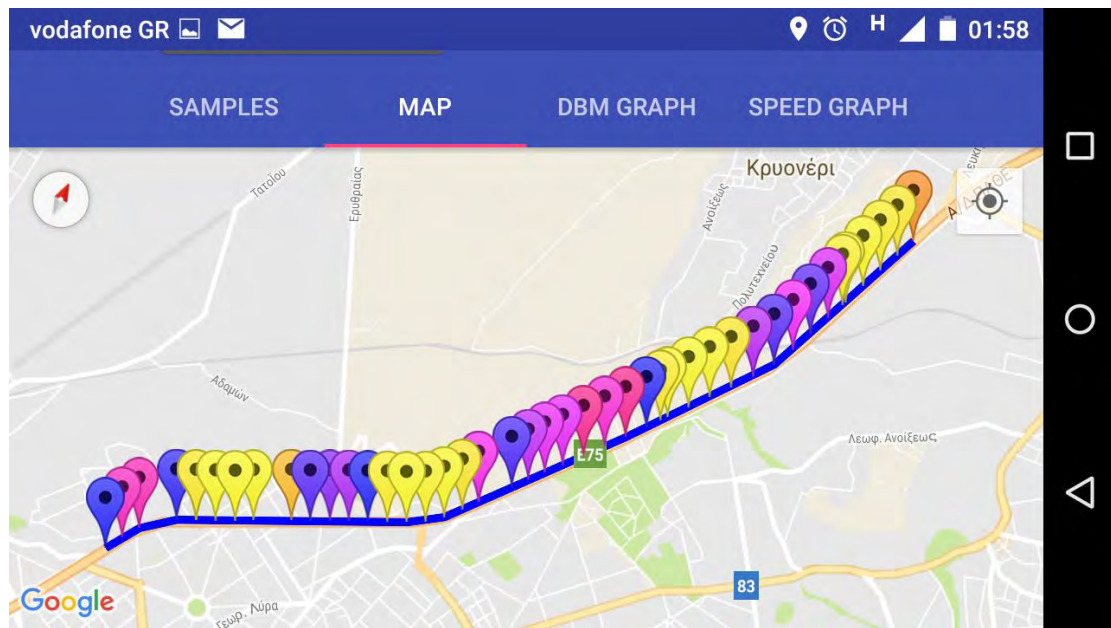 vodafone GR
H
01:58
SAMPLES MAP DBM GRAPH SPEED GRAPH
Κρυονέρι
Τατοΐου
Ερυθραίας
Ανοίξεως
Πολυτεχνείου
Αδαμών
Λεωφ. Ανοίξεως
E75
83
Google
Γεωρ. Λύρα